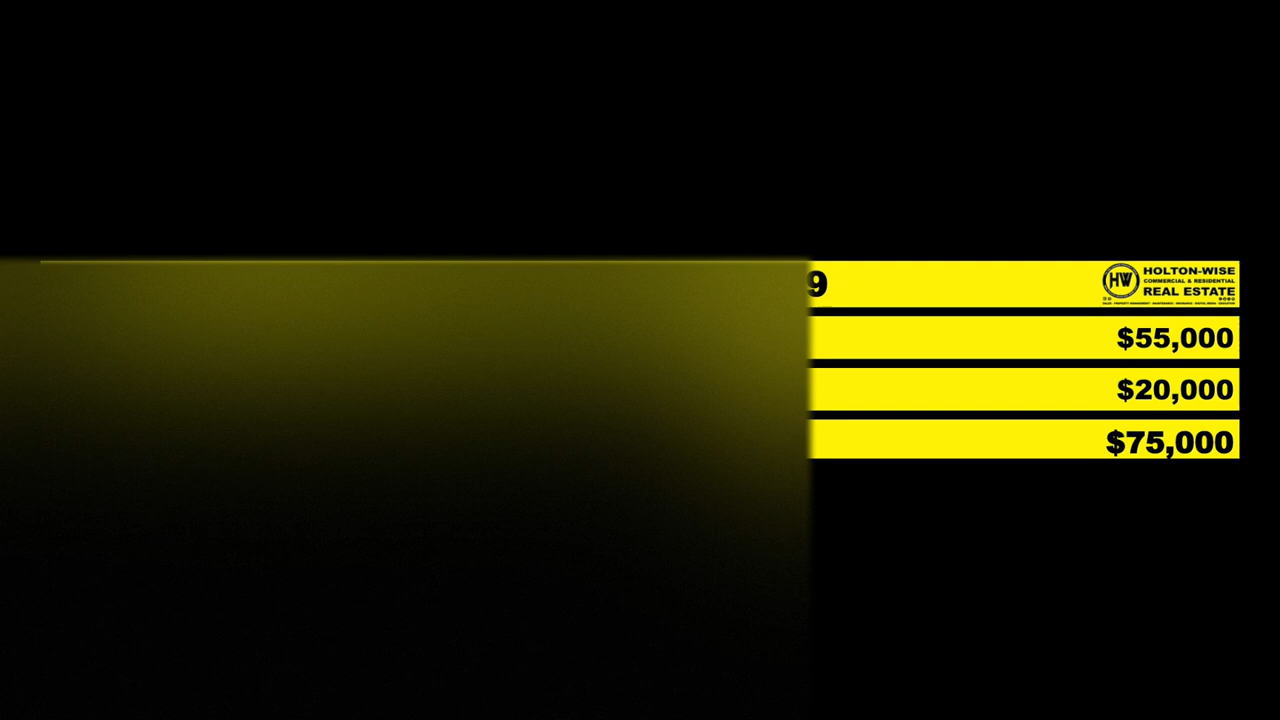 9
HOLTON-WISE
COMMERCIAL & RESIDENTIAL
REAL ESTATE
$55,000
$20,000
$75,000